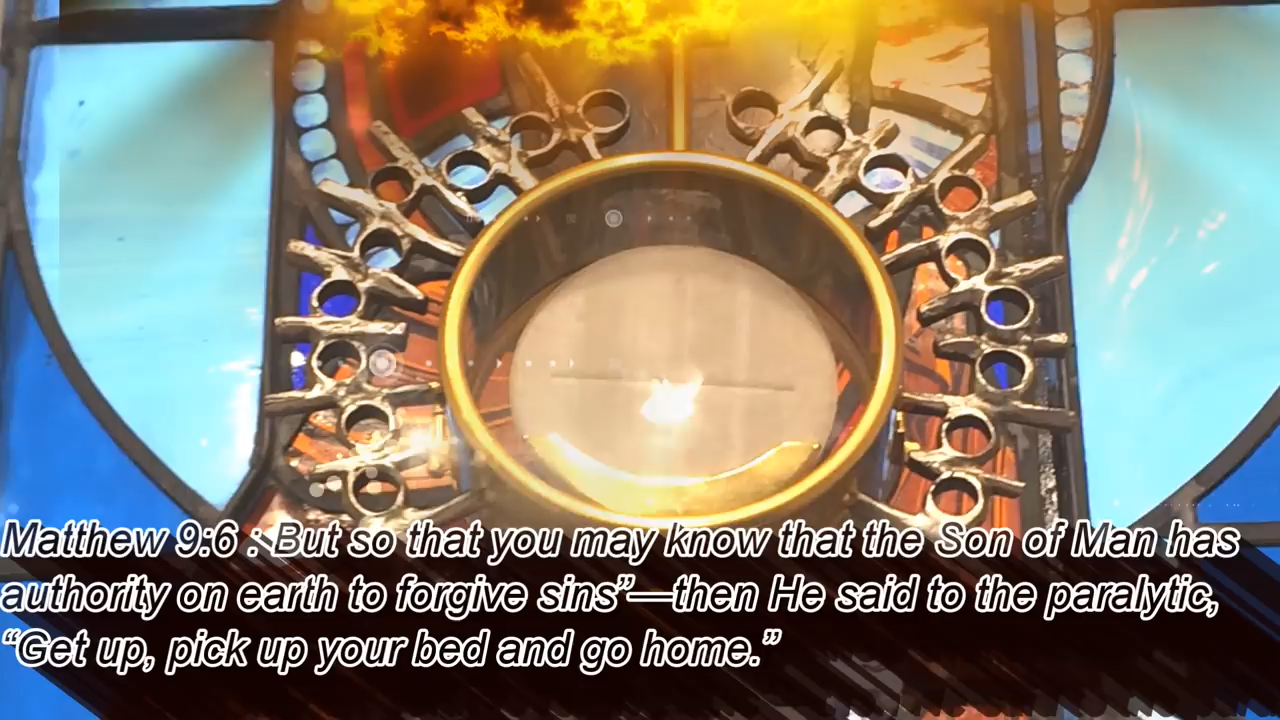 Matthew 9:6 : But so that you may know that the Son of Man has
authority on earth to forgive sins”—then He said to the paralytic,
“Get up, pick up your bed and go home.”